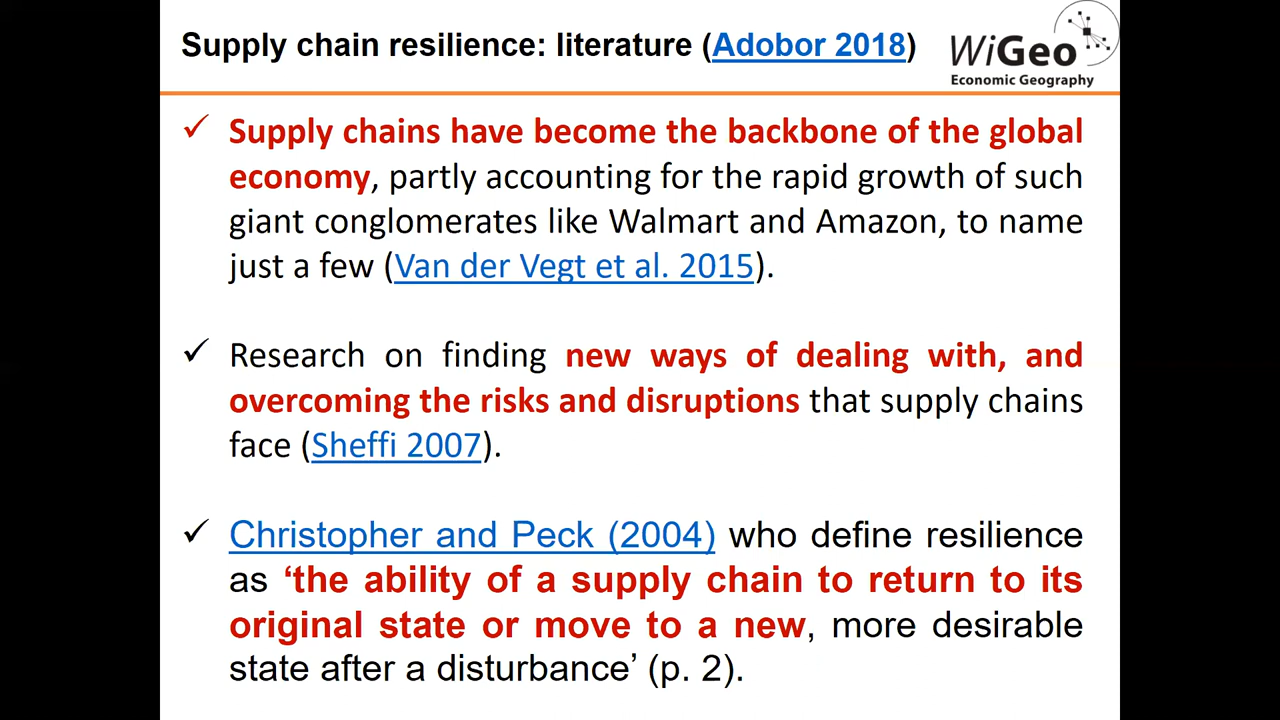 Supply chain resilience: literature (Adobor 2018)
WiGeo
Economic Geography
✓ Supply chains have become the backbone of the global
economy, partly accounting for the rapid growth of such
giant conglomerates like Walmart and Amazon, to name
just a few (Van der Vegt et al. 2015).
✓ Research on finding new ways of dealing with, and
overcoming the risks and disruptions that supply chains
face (Sheffi 2007).
✓ Christopher and Peck (2004) who define resilience
as ‘the ability of a supply chain to return to its
original state or move to a new, more desirable
state after a disturbance’ (p. 2).